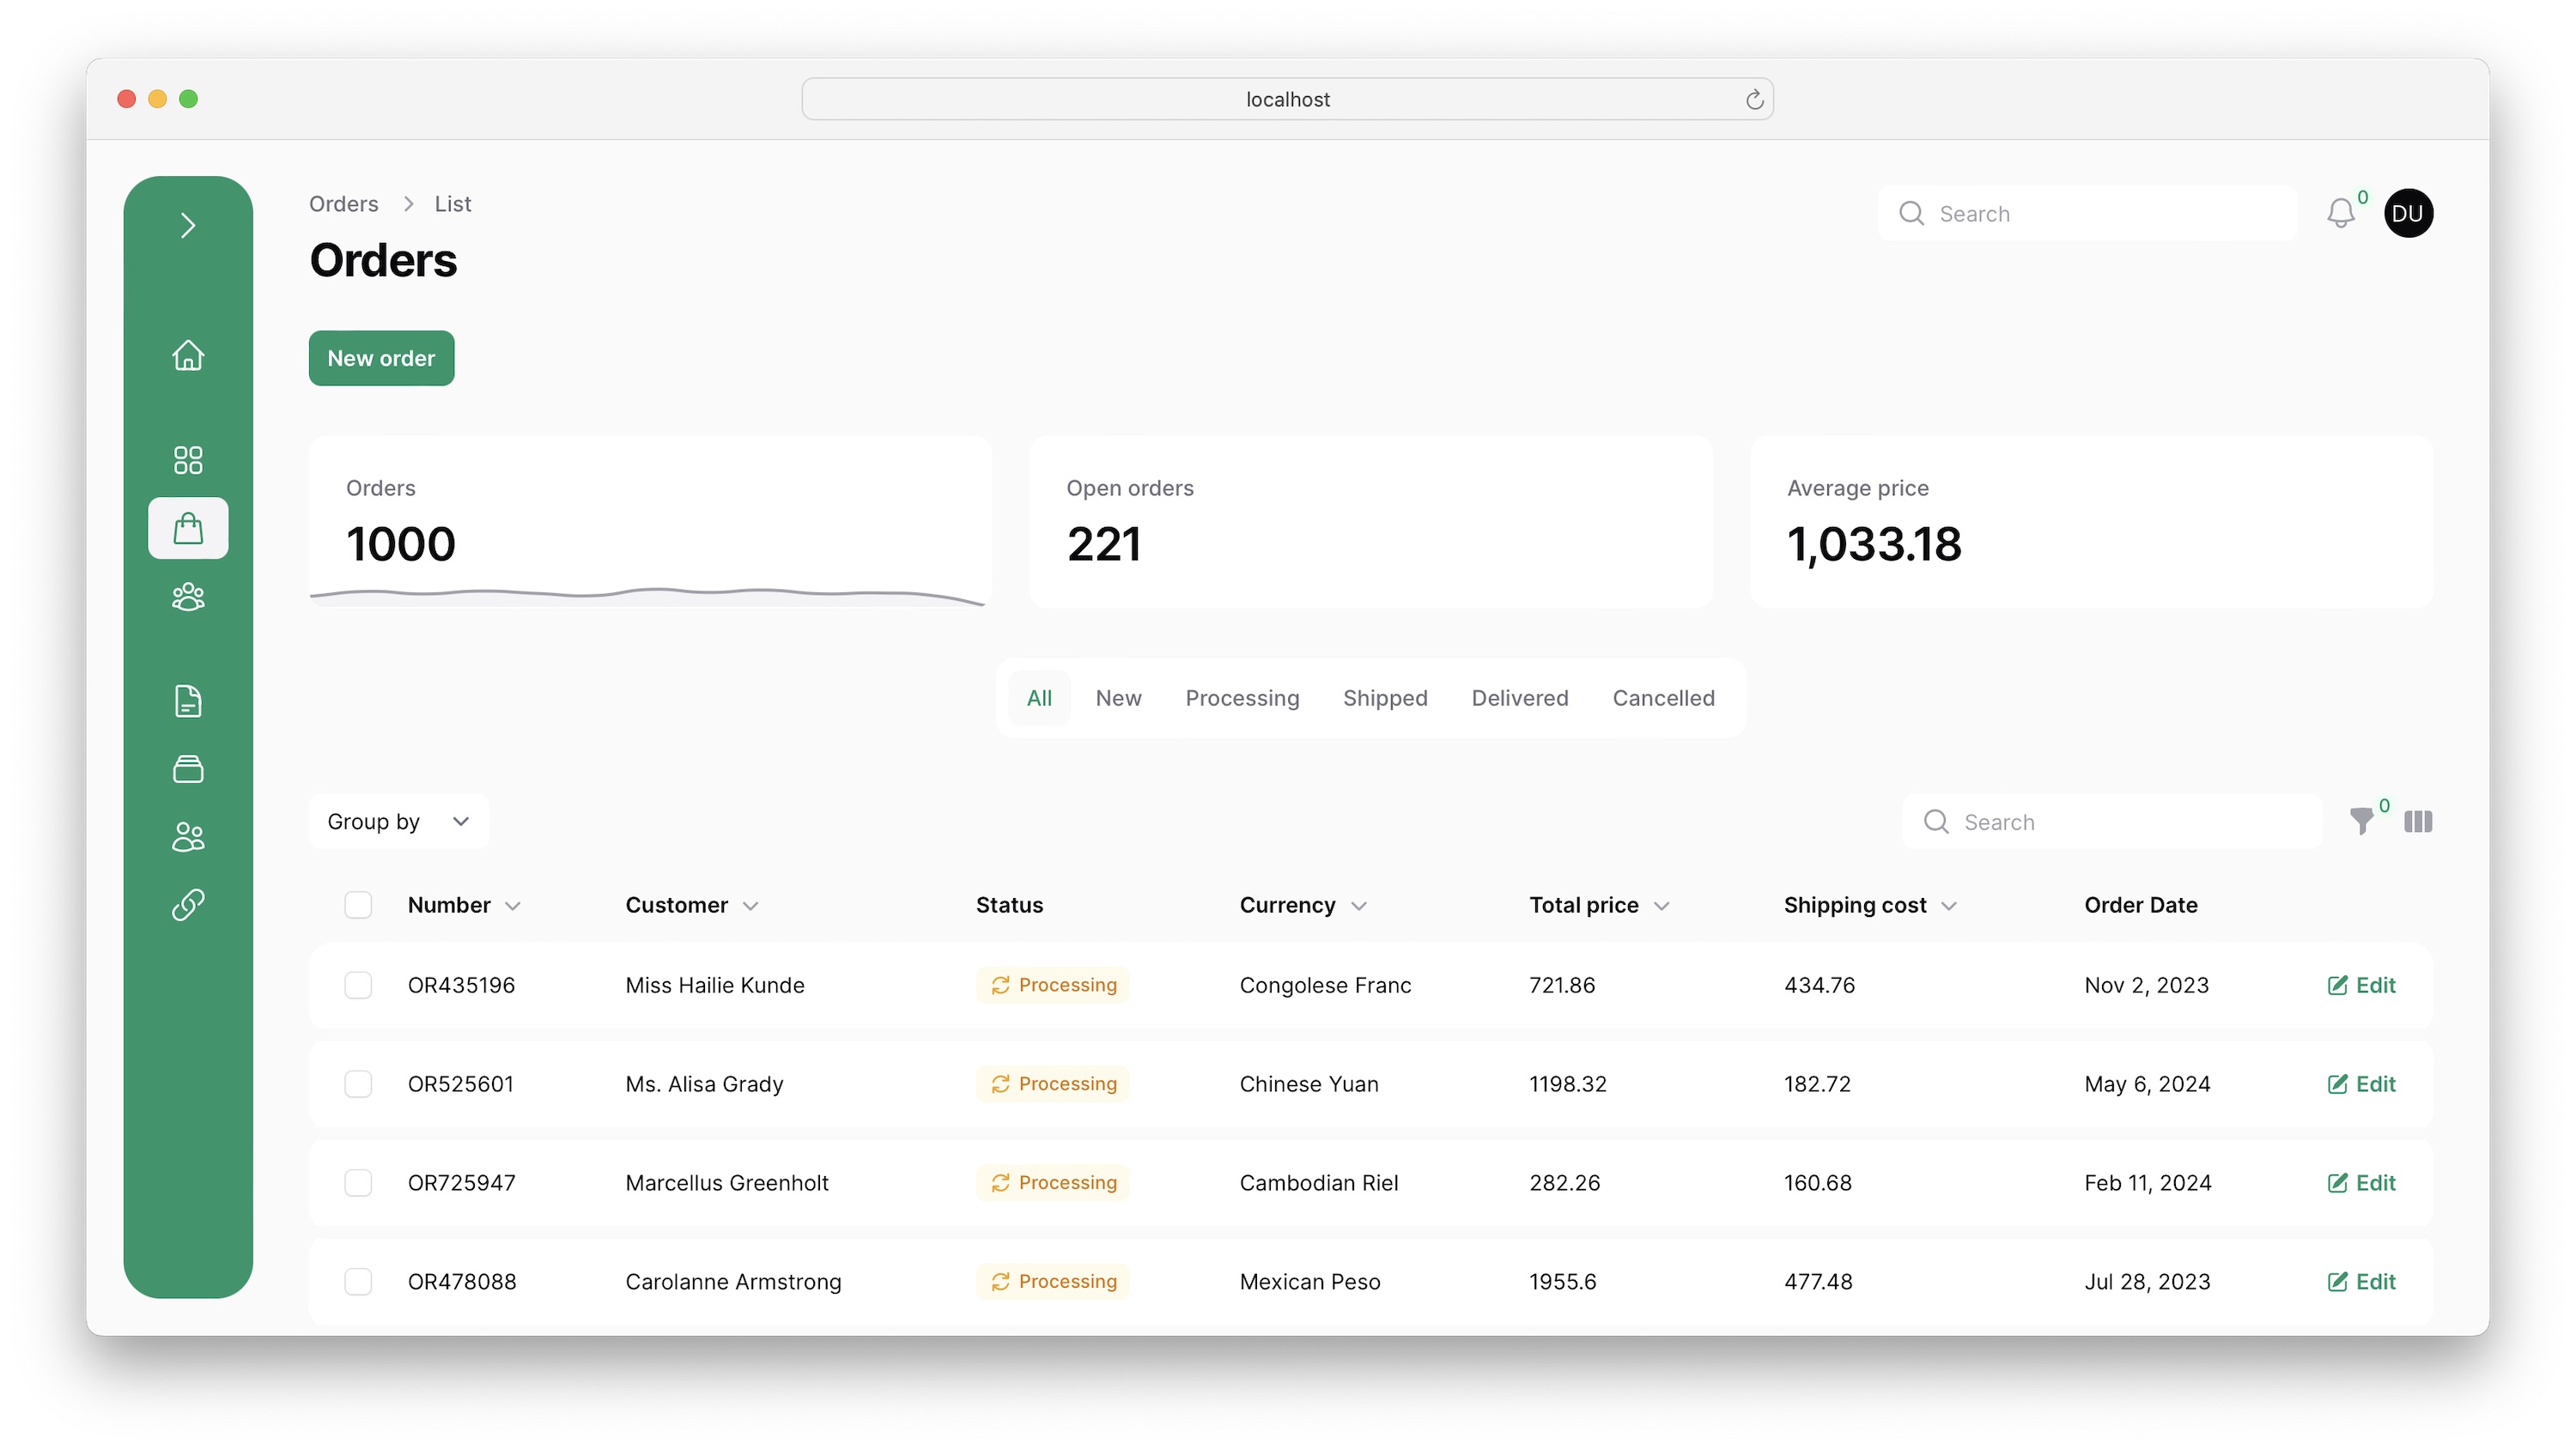 localhost
Orders List
Search
0
DU
Orders
New order
Orders
1000
Open orders
221
Average price
1,033.18
All New Processing Shipped Delivered Cancelled
Group by
Search
0
Number Customer Status Currency Total price Shipping cost Order Date
OR435196 Miss Hailie Kunde Processing Congolese Franc 721.86 434.76 Nov 2, 2023 Edit
OR525601 Ms. Alisa Grady Processing Chinese Yuan 1198.32 182.72 May 6, 2024 Edit
OR725947 Marcellus Greenholt Processing Cambodian Riel 282.26 160.68 Feb 11, 2024 Edit
OR478088 Carolanne Armstrong Processing Mexican Peso 1955.6 477.48 Jul 28, 2023 Edit